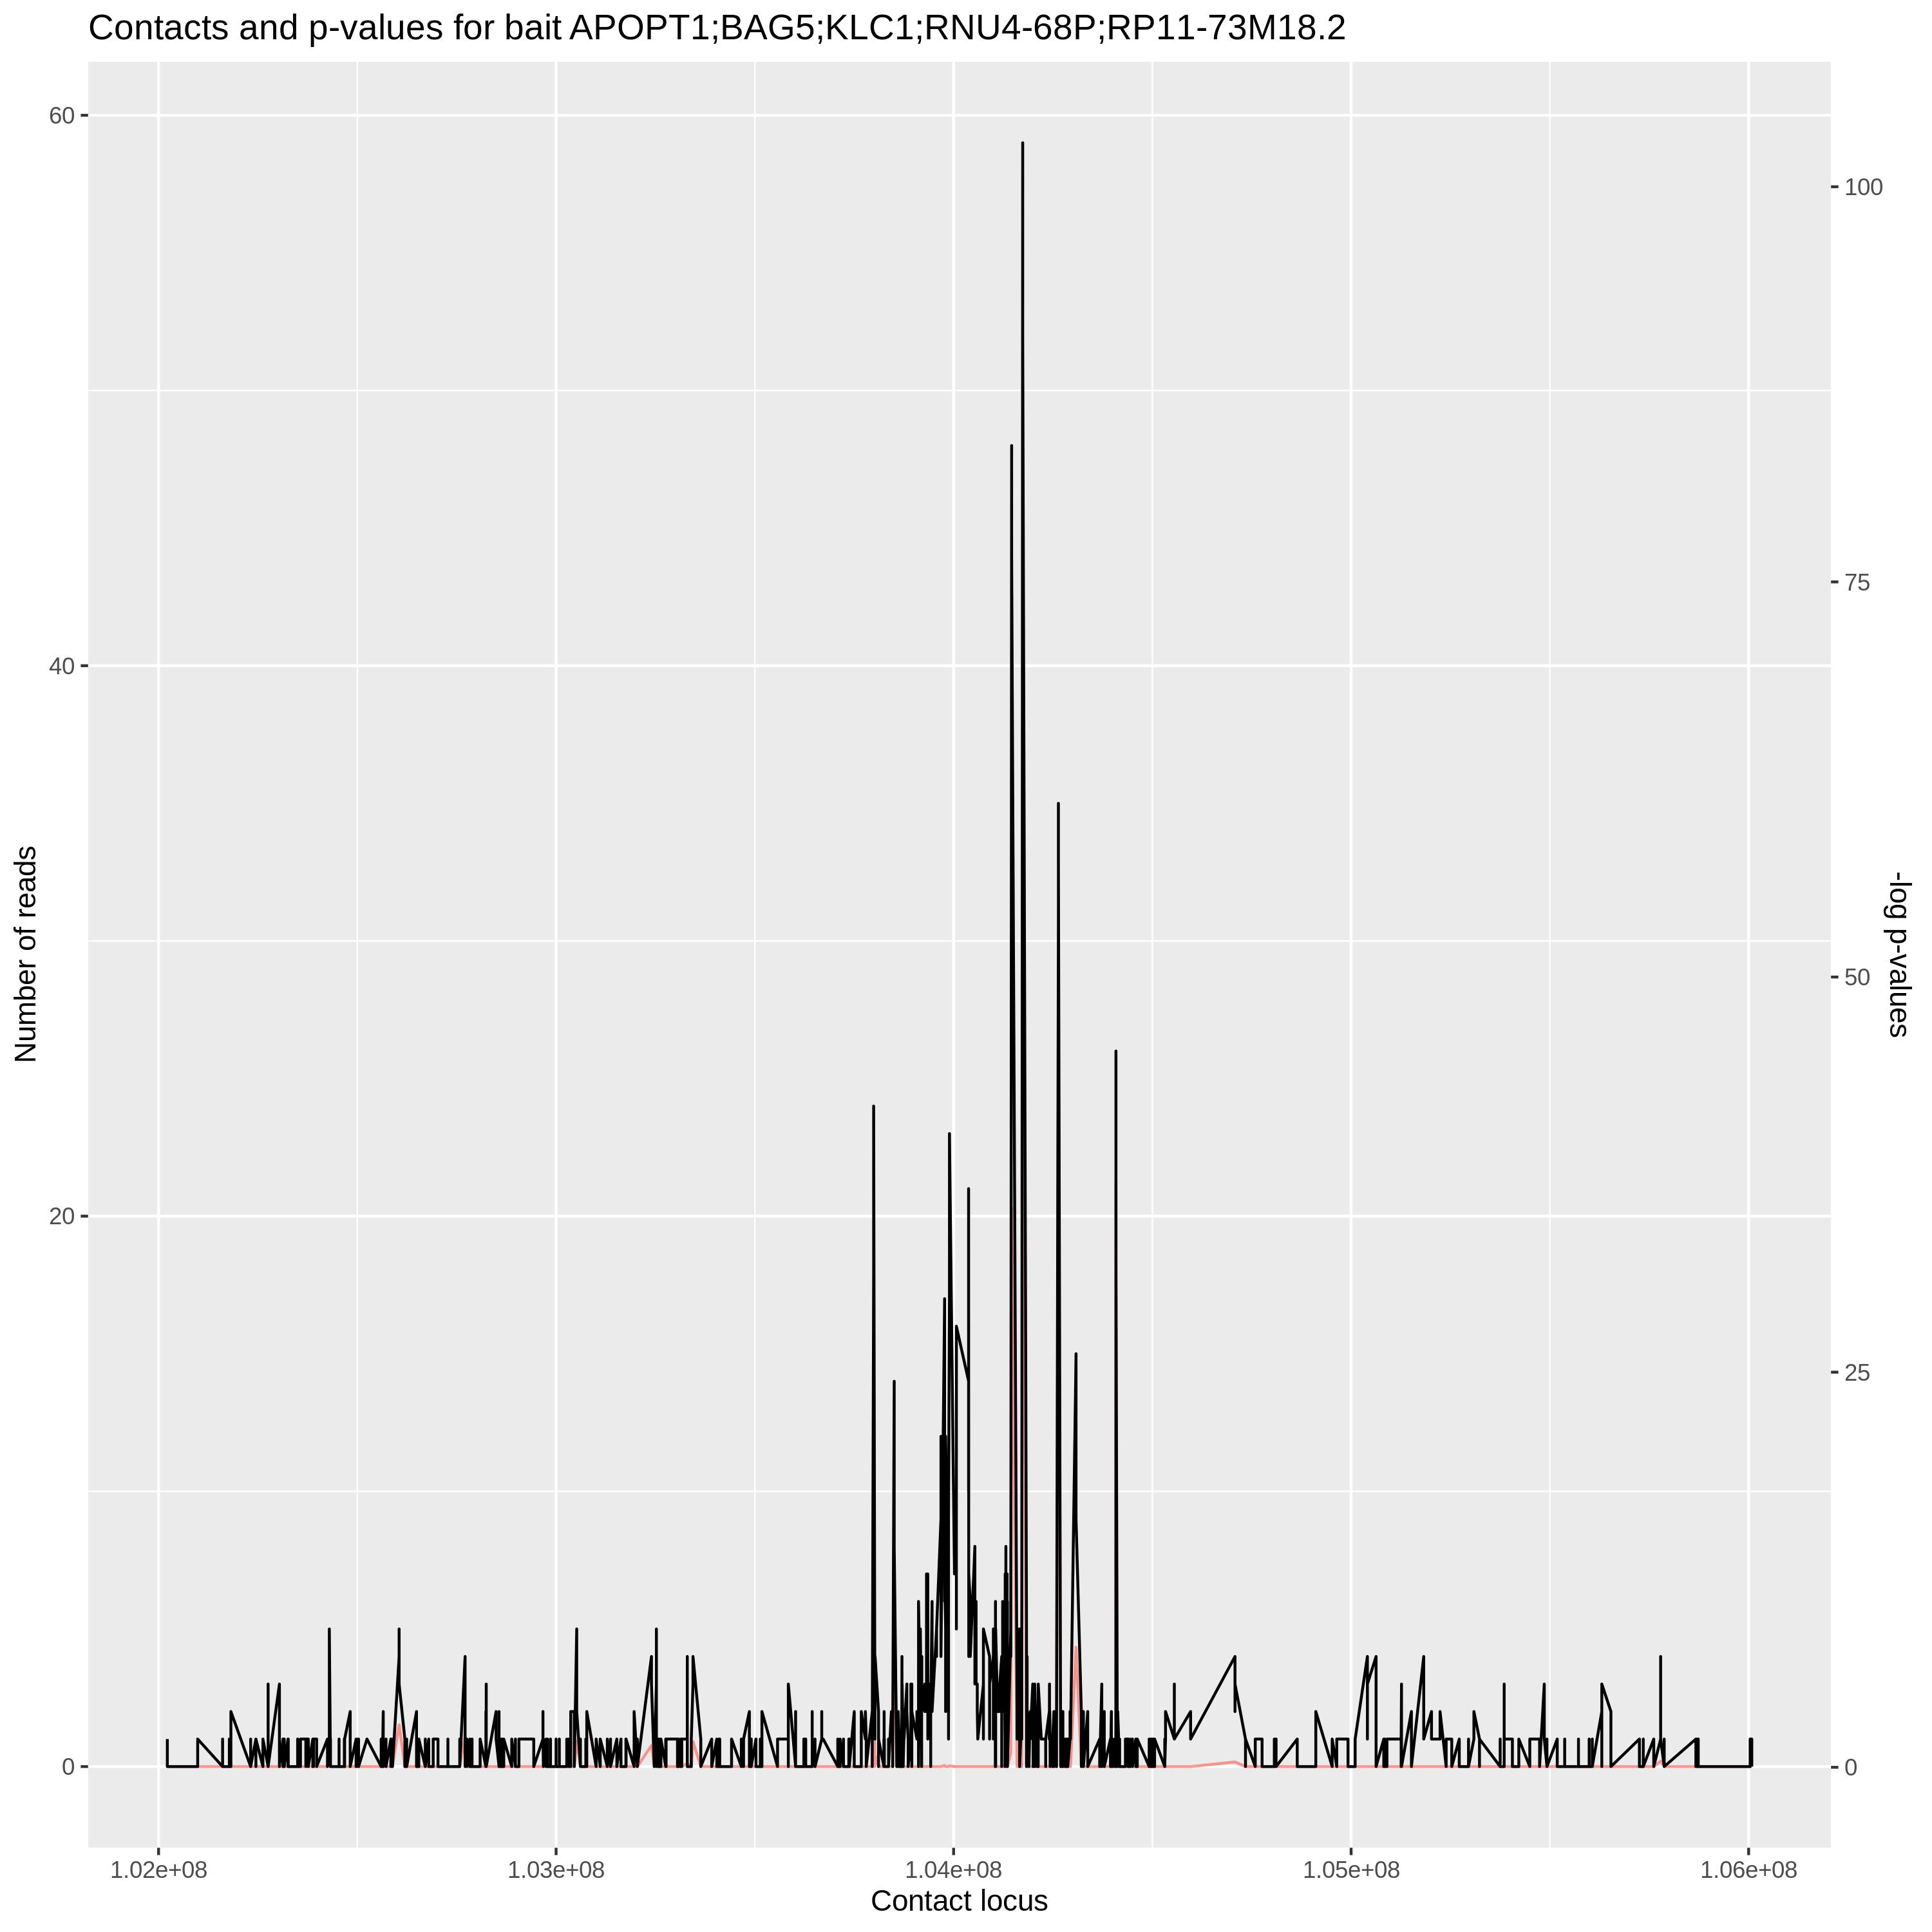 Contacts and p-values for bait APOPT1;BAG5;KLC1;RNU4-68P;RP11-73M18.2
60
40
20
0
Number of reads
100
75
50
25
0
-log p-values
1.02e+08
1.03e+08
1.04e+08
1.05e+08
1.06e+08
Contact locus